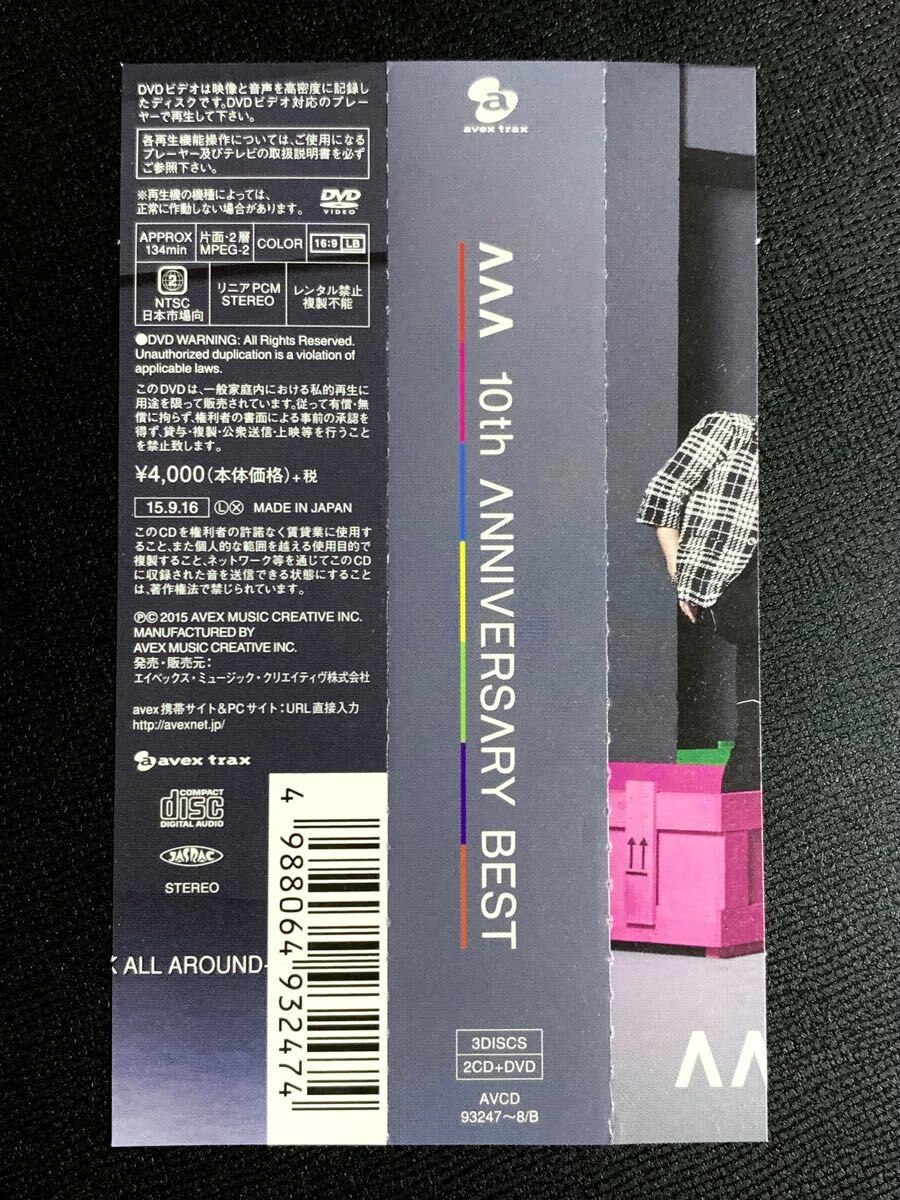 DVDビデオは映像と音声を高密度に記録し
たディスクです。DVDビデオ対応のプレー
ヤーで再生して下さい。
各再生機能操作については、ご使用になる
プレーヤー及びテレビの取扱説明書を必ず
ご参照下さい。
※再生機の機種によっては、
正常に作動しない場合があります。
DVD
VIDEO
APPROX
134min
片面・2層
MPEG-2
COLOR
16:9 LB
2
NTSC
日本市場向
リニアPCM
STEREO
レンタル禁止
複製不能
●DVD WARNING: All Rights Reserved.
Unauthorized duplication is a violation of
applicable laws.
このDVDは、一般家庭内における私的再生に
用途を限って販売されています。従って有償・無
償に拘らず、権利者の書面による事前の承認を
得ず、貸与・複製・公衆送信・上映等を行うこと
を禁止致します。
¥4,000(本体価格)+税
15.9.16 ⓁⓍ MADE IN JAPAN
このCDを権利者の許諾なく賃貸業に使用す
ること、また個人的な範囲を越える使用目的で
複製すること、ネットワーク等を通じてこのCD
に収録された音を送信できる状態にすること
は、著作権法で禁じられています。
Ⓟ© 2015 AVEX MUSIC CREATIVE INC.
MANUFACTURED BY
AVEX MUSIC CREATIVE INC.
発売・販売元:
エイベックス・ミュージック・クリエイティヴ株式会社
avex 携帯サイト&PCサイト:URL直接入力
http://avexnet.jp/
a avex trax
COMPACT
disc
DIGITAL AUDIO
JASRAC
STEREO
K ALL AROUND-
4 988064 932474
a
avex trax
ΛΛΛ 10th ΛNNIVERSΛRY BEST
3DISCS
2CD+DVD
AVCD
93247~8/B
ΛΛ